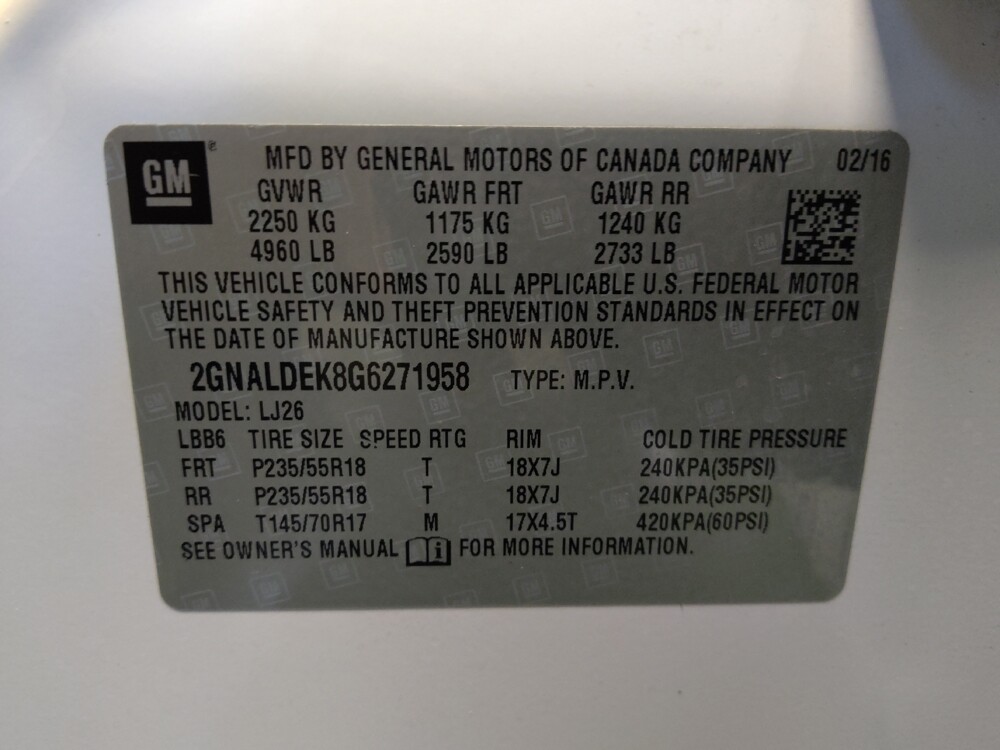 GM® MFD BY GENERAL MOTORS OF CANADA COMPANY 02/16
GVWR GAWR FRT GAWR RR
2250 KG 1175 KG 1240 KG
4960 LB 2590 LB 2733 LB
THIS VEHICLE CONFORMS TO ALL APPLICABLE U.S. FEDERAL MOTOR
VEHICLE SAFETY AND THEFT PREVENTION STANDARDS IN EFFECT ON
THE DATE OF MANUFACTURE SHOWN ABOVE.
2GNALDEK8G6271958 TYPE: M.P.V.
MODEL: LJ26
LBB6 TIRE SIZE SPEED RTG RIM COLD TIRE PRESSURE
FRT P235/55R18 T 18X7J 240KPA(35PSI)
RR P235/55R18 T 18X7J 240KPA(35PSI)
SPA T145/70R17 M 17X4.5T 420KPA(60PSI)
SEE OWNER'S MANUAL i FOR MORE INFORMATION.